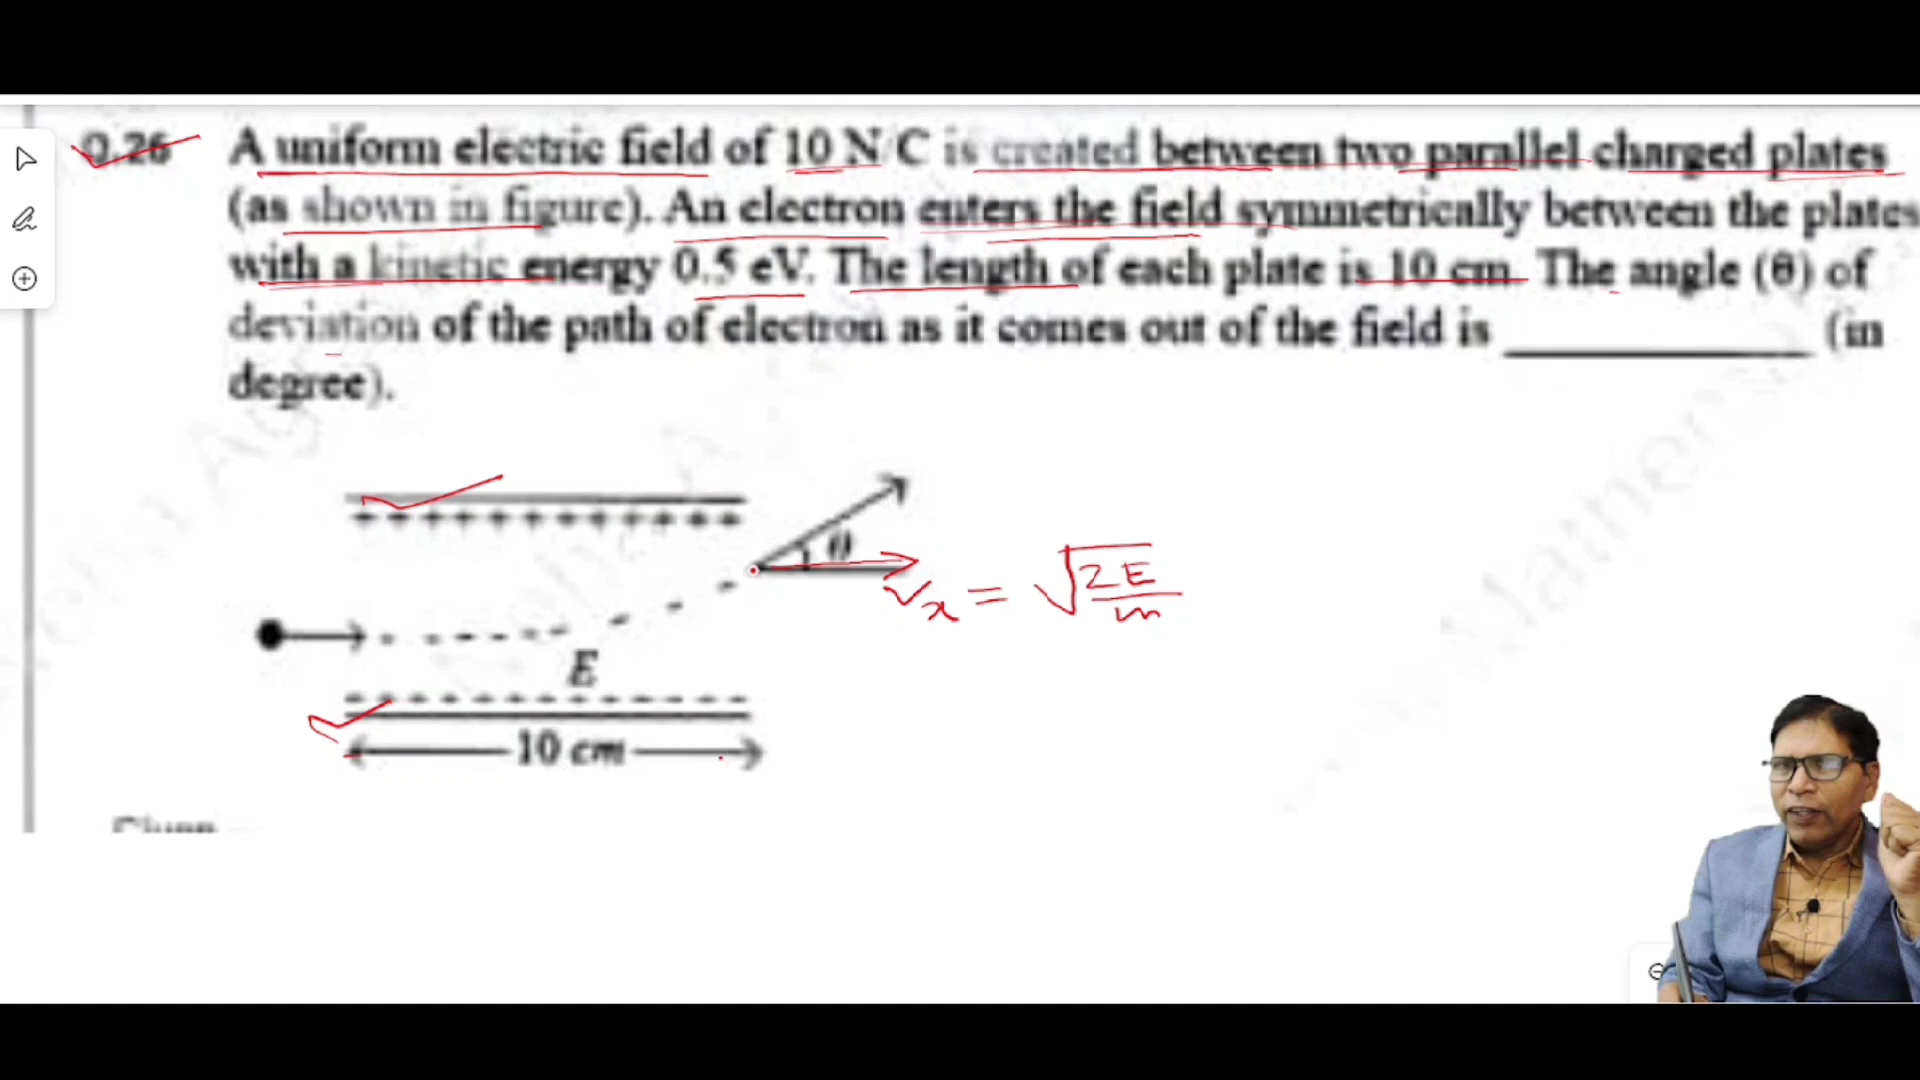 Q.26 A uniform electric field of 10 N/C is created between two parallel charged plates
(as shown in figure). An electron enters the field symmetrically between the plates
with a kinetic energy 0.5 eV. The length of each plate is 10 cm. The angle (θ) of
deviation of the path of electron as it comes out of the field is ____________ (in
degree).
+ + + + + + + + + + + +
θ
Vx = √(2E/m)
E
10 cm